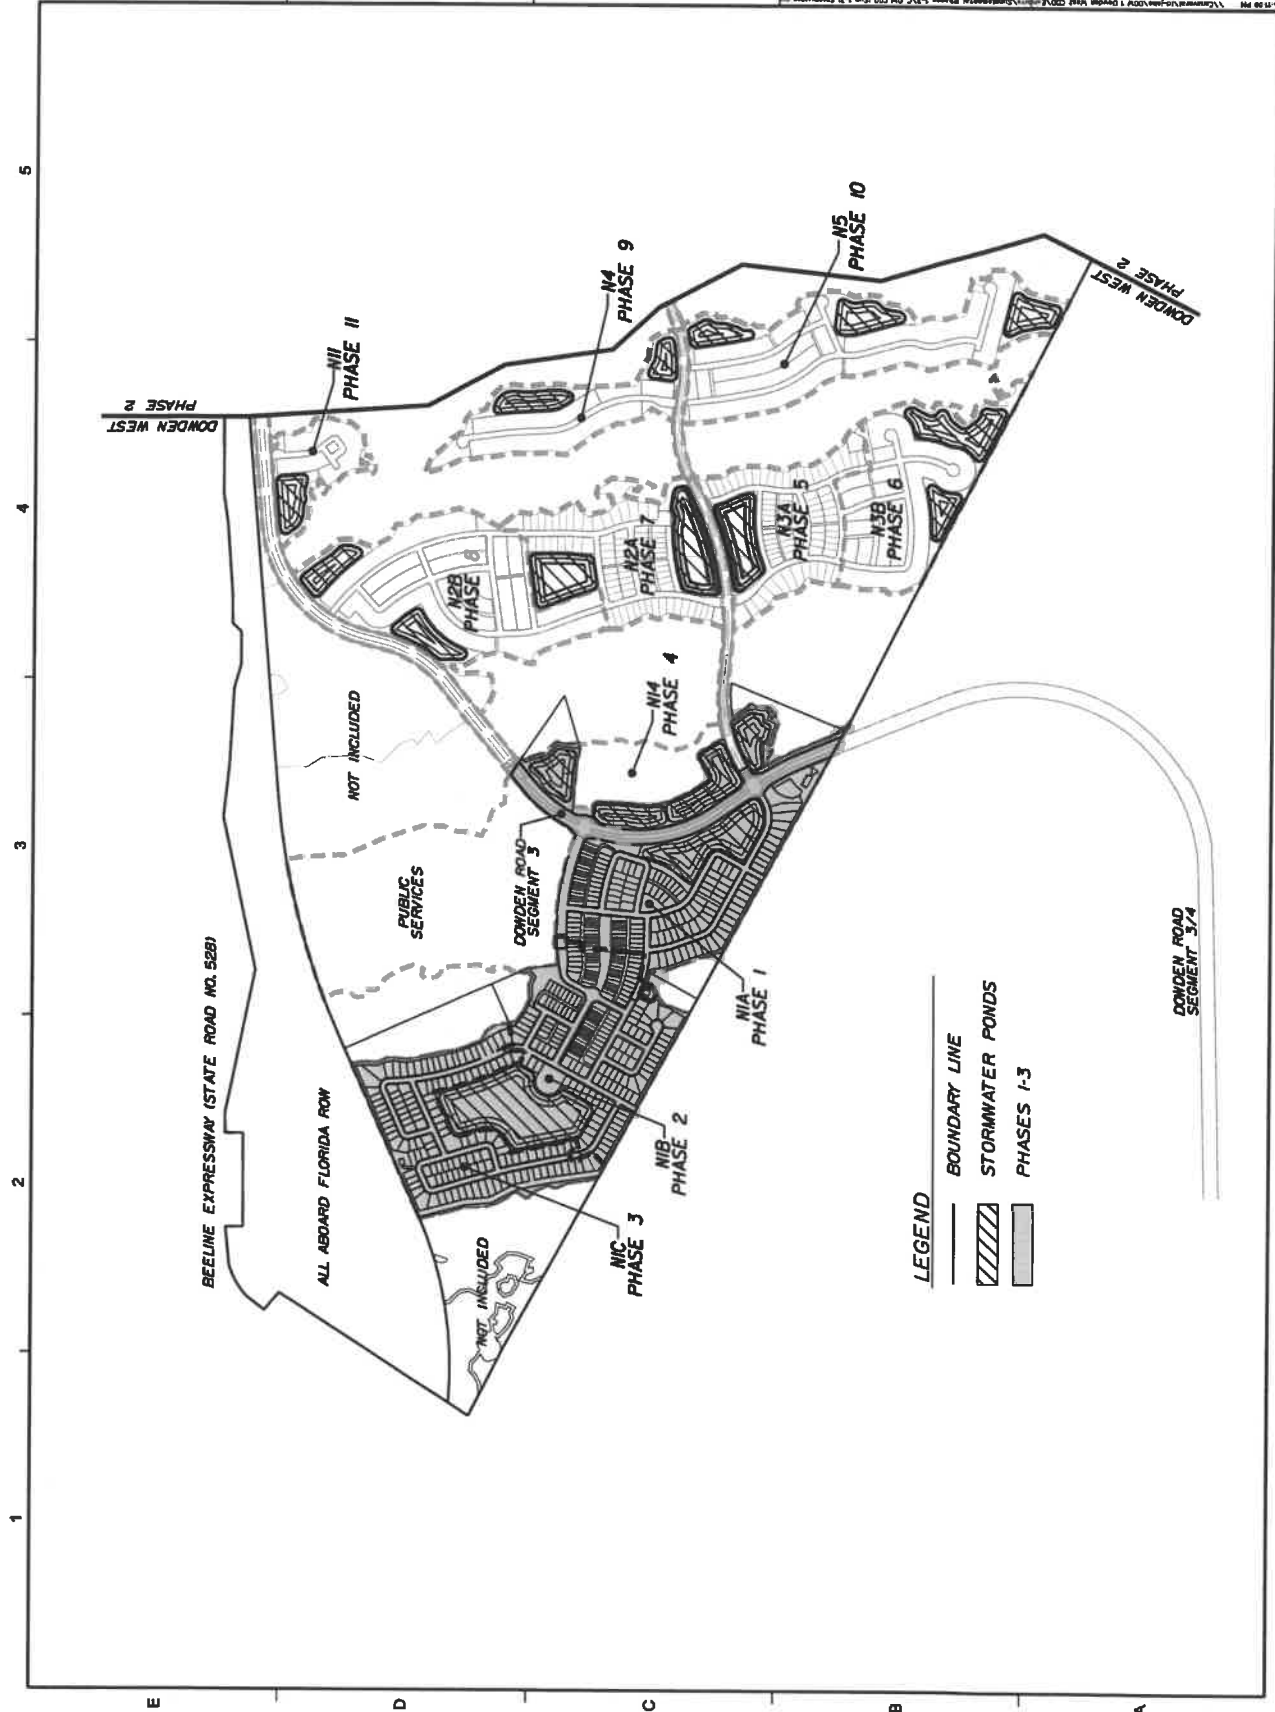 1
2
3
4
5
E
D
C
B
A
BEELINE EXPRESSWAY (STATE ROAD NO. 528)
ALL ABOARD FLORIDA ROW
NOT INCLUDED
PUBLIC
SERVICES
NOT INCLUDED
DOWDEN WEST
PHASE 2
N11
PHASE 11
N4
PHASE 9
N5
PHASE 10
DOWDEN WEST
PHASE 2
N2B
PHASE 8
N2A
PHASE 7
N3A
PHASE 5
N3B
PHASE 6
N14
PHASE 4
DOWDEN ROAD
SEGMENT 3
N1A
PHASE 1
N1B
PHASE 2
N1C
PHASE 3
DOWDEN ROAD
SEGMENT 3/4
LEGEND
BOUNDARY LINE
STORMWATER PONDS
PHASES 1-3